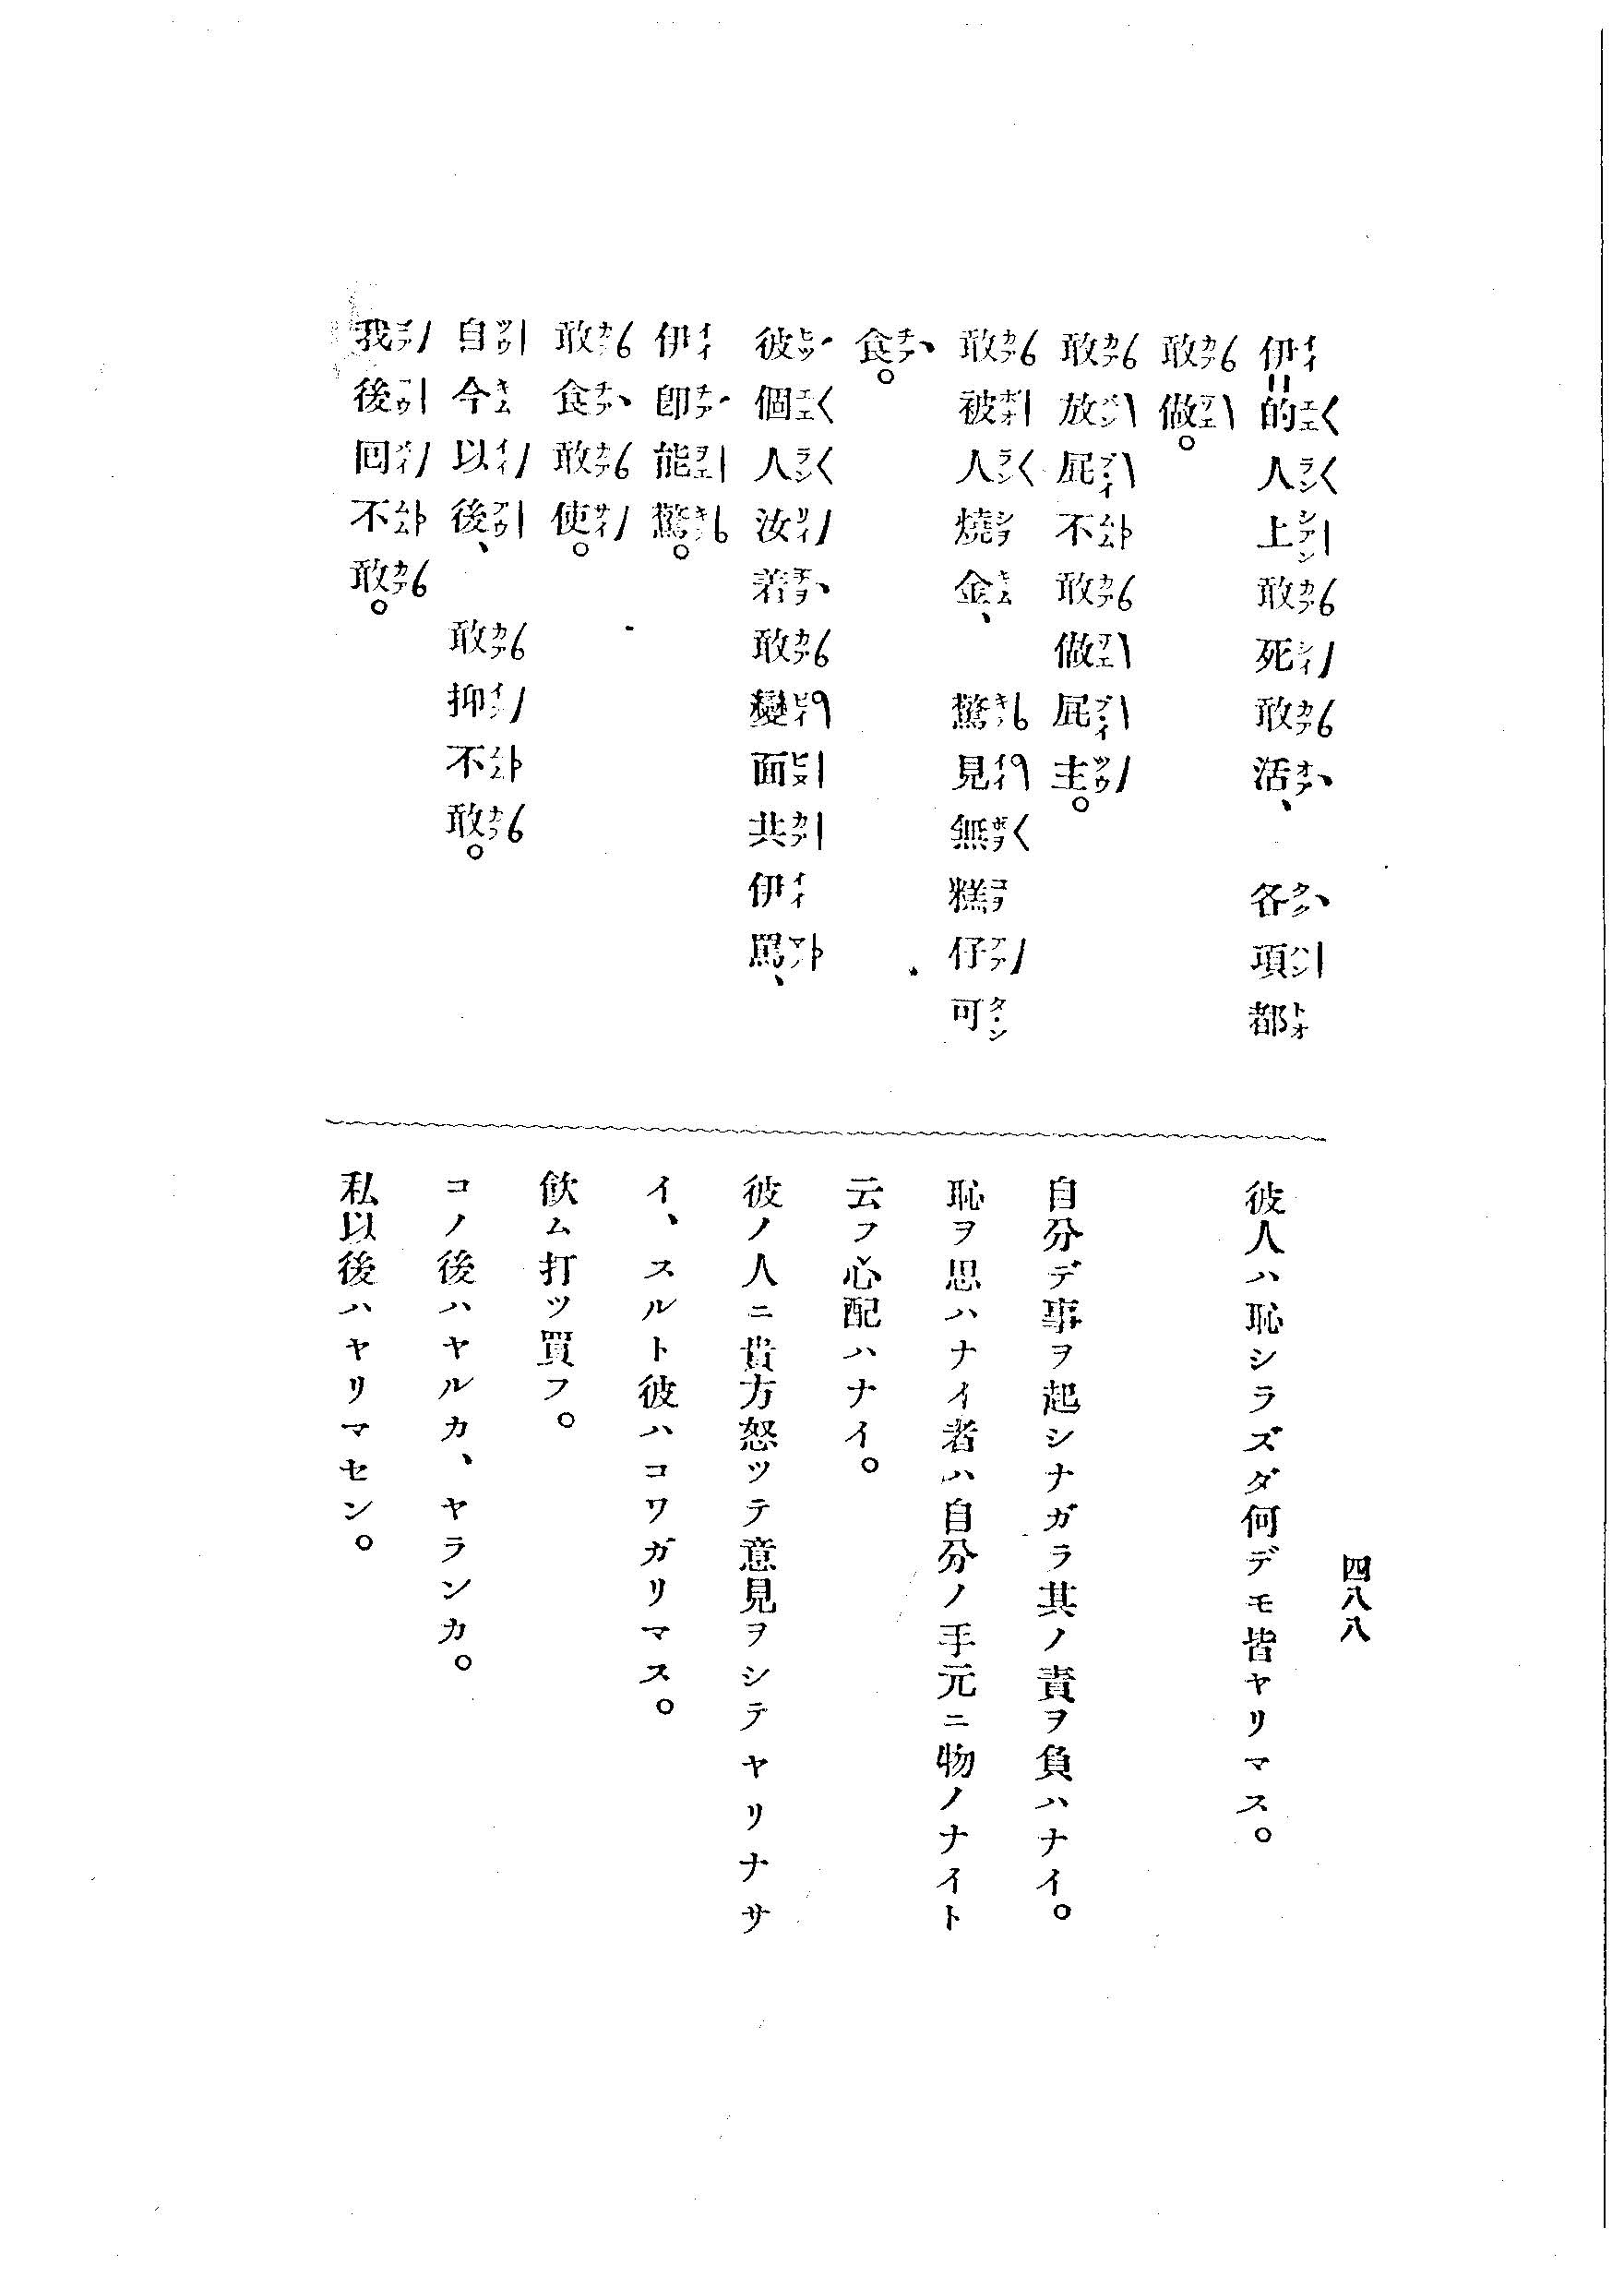 四八八
伊=的人上敢死敢活、各項都
敢做。
敢放屁不敢做屁主。
敢被人燒金、驚見無糕仔可
食。
彼個人汝着敢變面共伊罵、
伊卽能驚。
敢食敢使。
自今以後、敢抑不敢。
我後囘不敢。
彼人ハ恥シラズダ何デモ皆ヤリマス。
自分デ事ヲ起シナガラ其ノ責ヲ負ハナイ。
恥ヲ思ハナイ者ハ自分ノ手元ニ物ノナイト
云フ心配ハナイ。
彼ノ人ニ貴方怒ツテ意見ヲシテヤリナサ
イ、スルト彼ハコワガリマス。
飮ム打ツ買フ。
コノ後ハヤルカ、ヤランカ。
私以後ハヤリマセン。